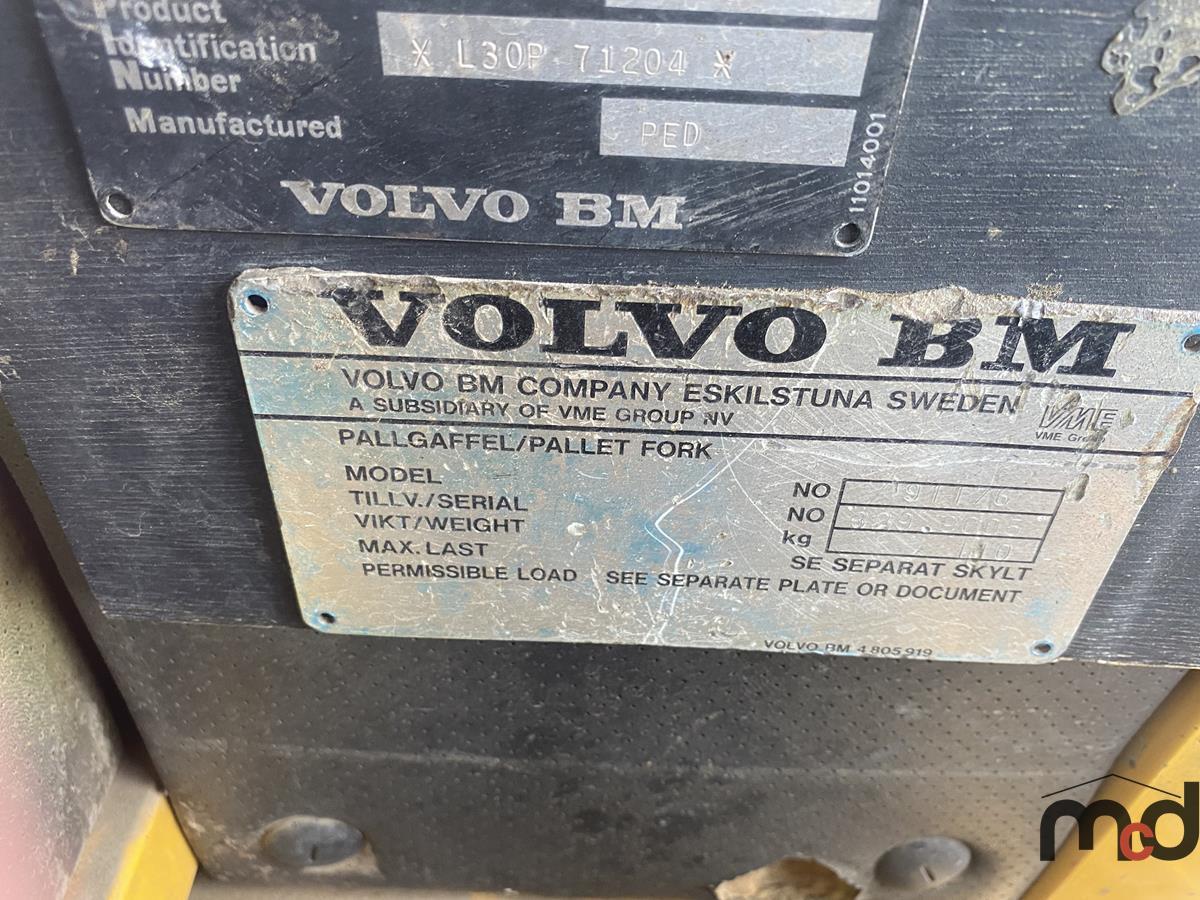 Product
Identification
Number
* L30P 71204 *
Manufactured
PED
VOLVO BM
11014001
VOLVO BM
VOLVO BM COMPANY ESKILSTUNA SWEDEN
A SUBSIDIARY OF VME GROUP NV
VME
VME Group
PALLGAFFEL/PALLET FORK
MODEL NO
TILLV./SERIAL NO
VIKT/WEIGHT kg
MAX. LAST SE SEPARAT SKYLT
PERMISSIBLE LOAD SEE SEPARATE PLATE OR DOCUMENT
VOLVO BM 4 805 919
mcd